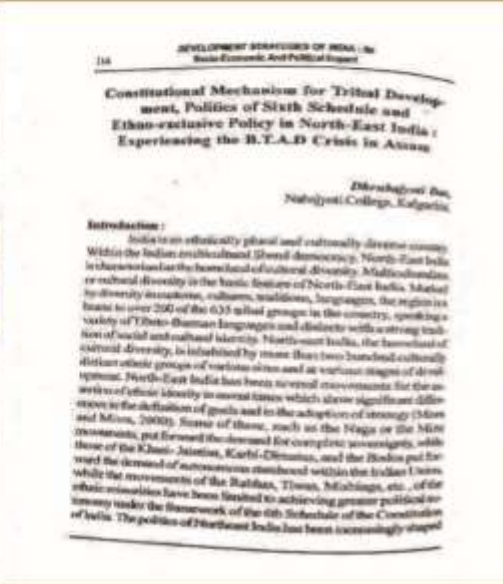 DEVELOPMENT STRATEGIES OF INDIA : Its
Socio-Economic And Political Impact
Constitutional Mechanism for Tribal Develop-
ment, Politics of Sixth Schedule and
Ethno-exclusive Policy in North-East India :
Experiencing the B.T.A.D Crisis in Assam
Dhrubajyoti Das,
Nabajyoti College, Kalgachia
Introduction :
India is an ethnically plural and culturally diverse country.
Within the Indian multicultural liberal democracy, North-East India
is characterised as the homeland of cultural diversity. Multiculturalism
or cultural diversity is the basic feature of North-East India. Marked
by diversity in customs, cultures, traditions, languages, the region is a
home to over 200 of the 635 tribal groups in the country, speaking a
variety of Tibeto-Burman languages and dialects with a strong tradi-
tion of social and cultural identity. North-east India, the homeland of
cultural diversity, is inhabited by more than two hundred culturally
distinct ethnic groups of various sizes and at various stages of devel-
opment. North-East India has been several movements for the as-
sertion of ethnic identity in recent times which show significant differ-
ences in the definition of goals and in the adoption of strategy
and Misra, 2000). Some of these, such as the Naga or the Mizo
movements, put forward the demand for complete sovereignty, while
those of the Khasi- Jaintias, Karbi-Dimasas, and the Bodos put for-
ward the demand of autonomous statehood within the Indian Union,
while the movements of the Rabhas, Tiwas, Mishings, etc., of the
ethnic minorities have been limited to achieving greater political au-
tonomy under the framework of the 6th Schedule of the Constitution
of India. The politics of Northeast India has been increasingly shaped